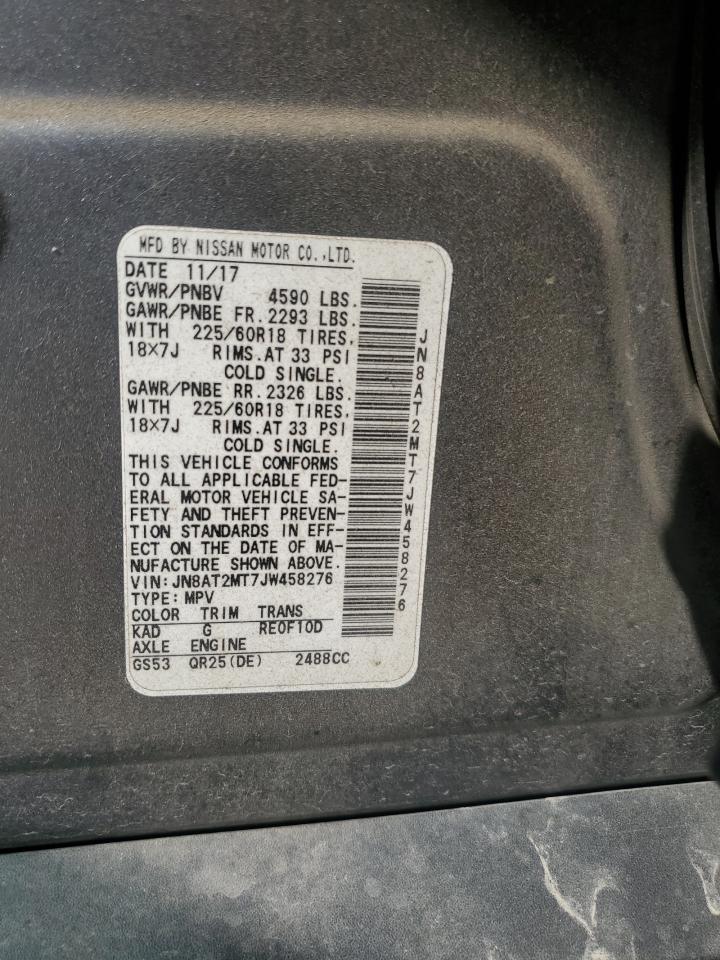 MFD BY NISSAN MOTOR CO.,LTD.
DATE 11/17
GVWR/PNBV 4590 LBS.
GAWR/PNBE FR. 2293 LBS.
WITH 225/60R18 TIRES,
18×7J RIMS.AT 33 PSI
COLD SINGLE.
GAWR/PNBE RR. 2326 LBS.
WITH 225/60R18 TIRES,
18×7J RIMS.AT 33 PSI
COLD SINGLE.
THIS VEHICLE CONFORMS
TO ALL APPLICABLE FED-
ERAL MOTOR VEHICLE SA-
FETY AND THEFT PREVEN-
TION STANDARDS IN EFF-
ECT ON THE DATE OF MA-
NUFACTURE SHOWN ABOVE.
VIN:JN8AT2MT7JW458276
TYPE:MPV
COLOR TRIM TRANS
KAD G RE0F10D
AXLE ENGINE
GS53 QR25(DE) 2488CC
JN8AT2MT7JW458276